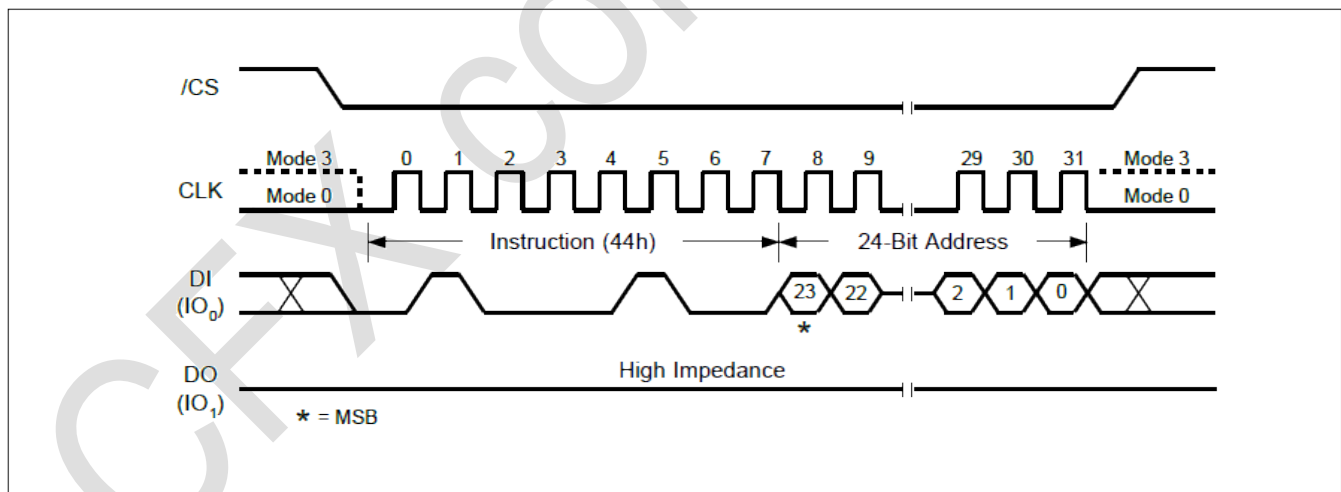 CFX con
/CS
Mode 3 0 1 2 3 4 5 6 7 8 9 29 30 31 Mode 3
CLK Mode 0 Mode 0
Instruction (44h) 24-Bit Address
DI
(IO0) 23 22 2 1 0
*
DO High Impedance
(IO1)
* = MSB